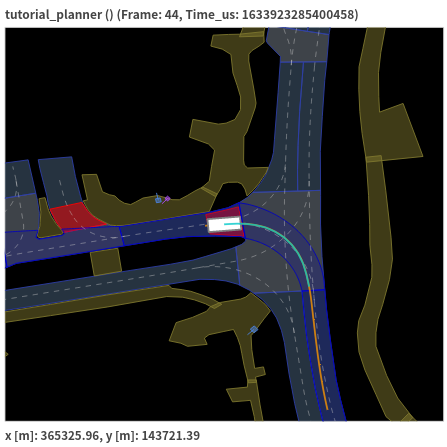 tutorial_planner () (Frame: 44, Time_us: 1633923285400458)
x [m]: 365325.96, y [m]: 143721.39